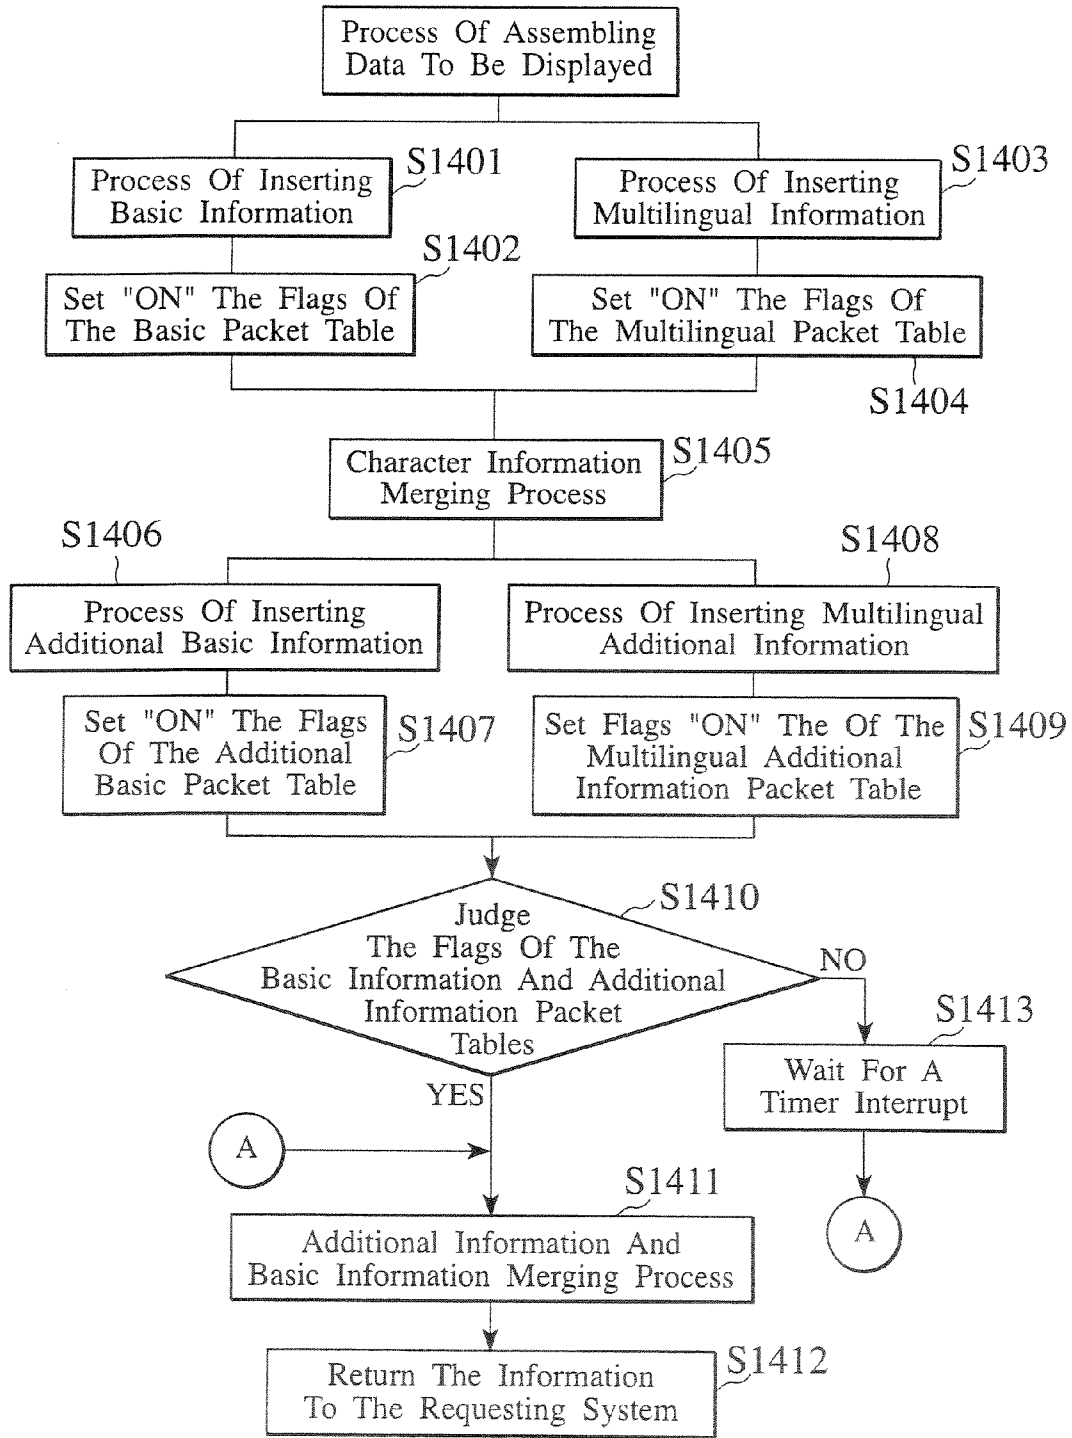 Process Of Assembling
Data To Be Displayed
S1401
Process Of Inserting
Basic Information
S1403
Process Of Inserting
Multilingual Information
S1402
Set "ON" The Flags Of
The Basic Packet Table
Set "ON" The Flags Of
The Multilingual Packet Table
S1404
Character Information
Merging Process
S1405
S1406
Process Of Inserting
Additional Basic Information
S1408
Process Of Inserting Multilingual
Additional Information
Set "ON" The Flags
Of The Additional
Basic Packet Table
S1407
Set Flags "ON" The Of The
Multilingual Additional
Information Packet Table
S1409
S1410
Judge
The Flags Of The
Basic Information And Additional
Information Packet
Tables
NO
S1413
Wait For A
Timer Interrupt
YES
A
A
S1411
Additional Information And
Basic Information Merging Process
S1412
Return The Information
To The Requesting System